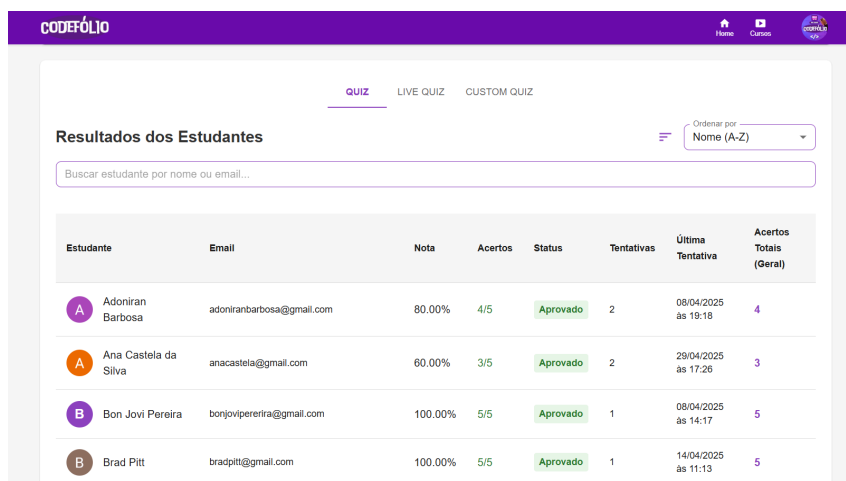 CODEFÓLIO
Home
Cursos
CODEFÓLIO
</>
QUIZ
LIVE QUIZ
CUSTOM QUIZ
Resultados dos Estudantes
Ordenar por
Nome (A-Z)
Buscar estudante por nome ou email...
Estudante
Email
Nota
Acertos
Status
Tentativas
Última
Tentativa
Acertos
Totais
(Geral)
A
Adoniran
Barbosa
adoniranbarbosa@gmail.com
80.00%
4/5
Aprovado
2
08/04/2025
às 19:18
4
A
Ana Castela da
Silva
anacastela@gmail.com
60.00%
3/5
Aprovado
2
29/04/2025
às 17:26
3
B
Bon Jovi Pereira
bonjovipererira@gmail.com
100.00%
5/5
Aprovado
1
08/04/2025
às 14:17
5
B
Brad Pitt
bradpitt@gmail.com
100.00%
5/5
Aprovado
1
14/04/2025
às 11:13
5